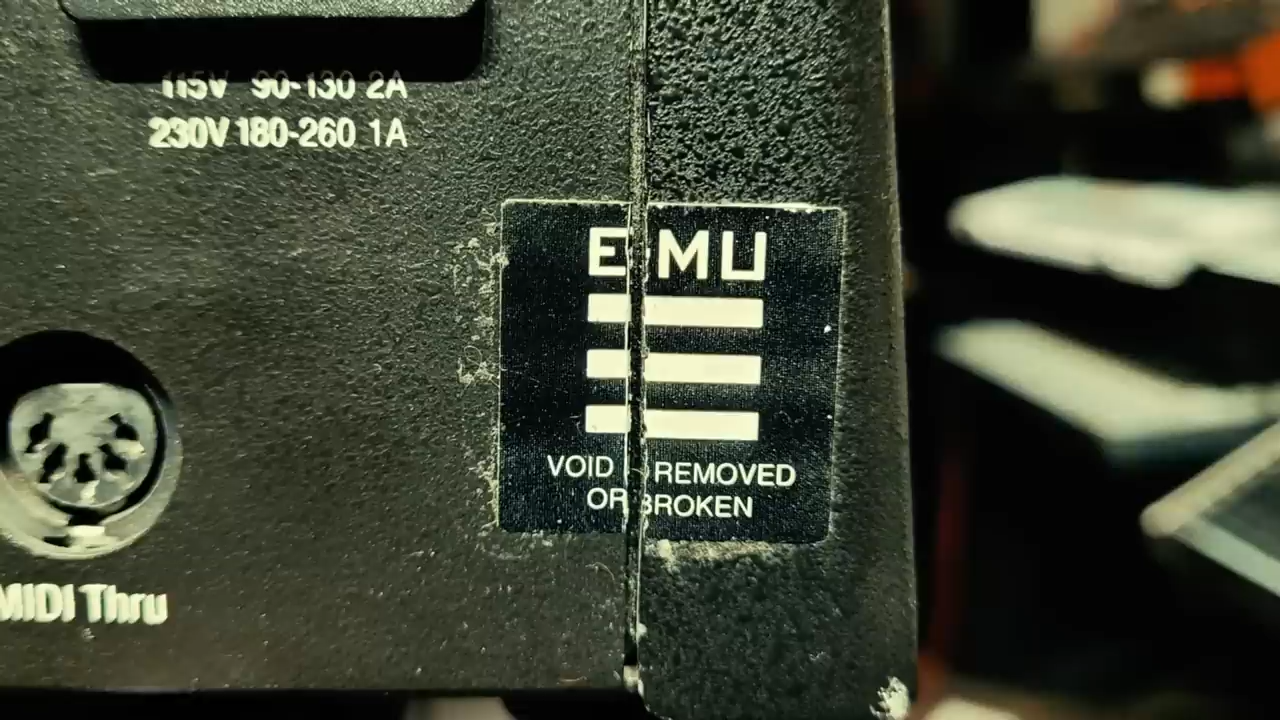 115V 90-130 2A
230V 180-260 1A
E-MU
VOID REMOVED
OR BROKEN
MIDI Thru